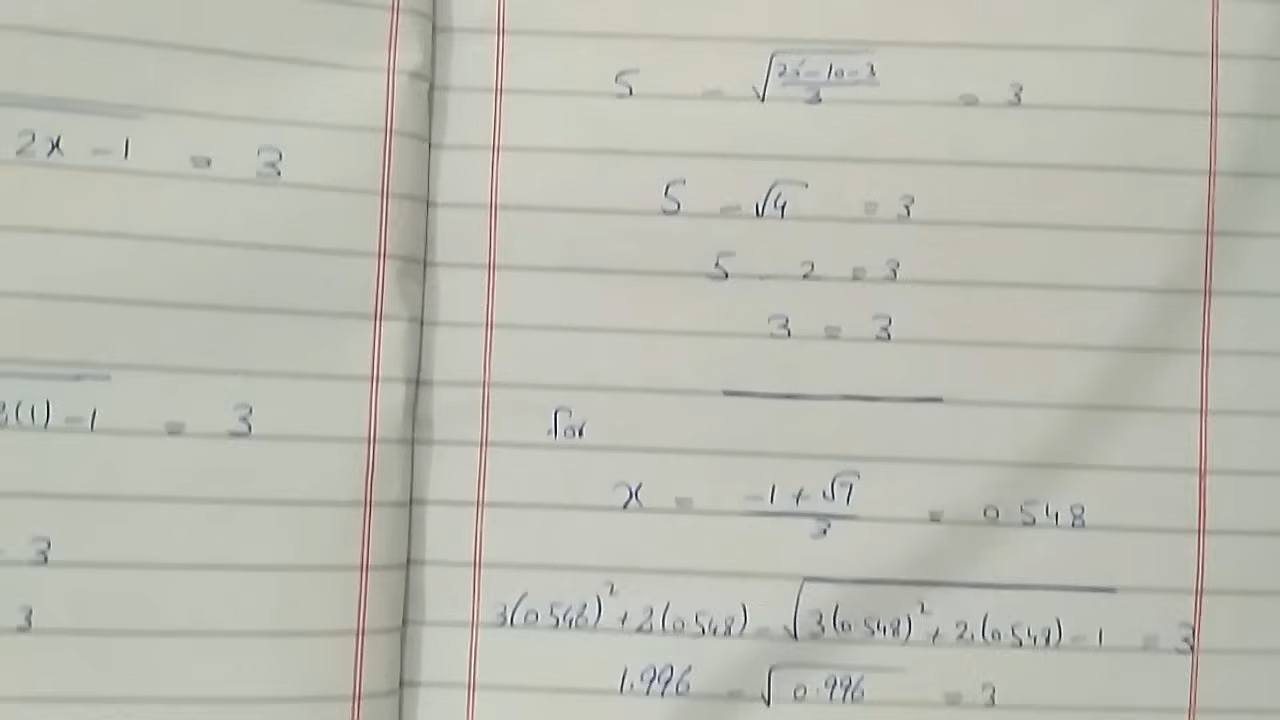 2x - 1 = 3
3(1) - 1 = 3
- 3
3
5 - √(25 - 10 - 3)/3 = 3
5 - √4 = 3
5 - 2 = 3
3 = 3
for
x = (-1 + √7)/3 = 0.548
3(0.548)² + 2(0.548) - √3(0.548)² + 2(0.548) - 1 = 3
1.996 - √0.996 = 3